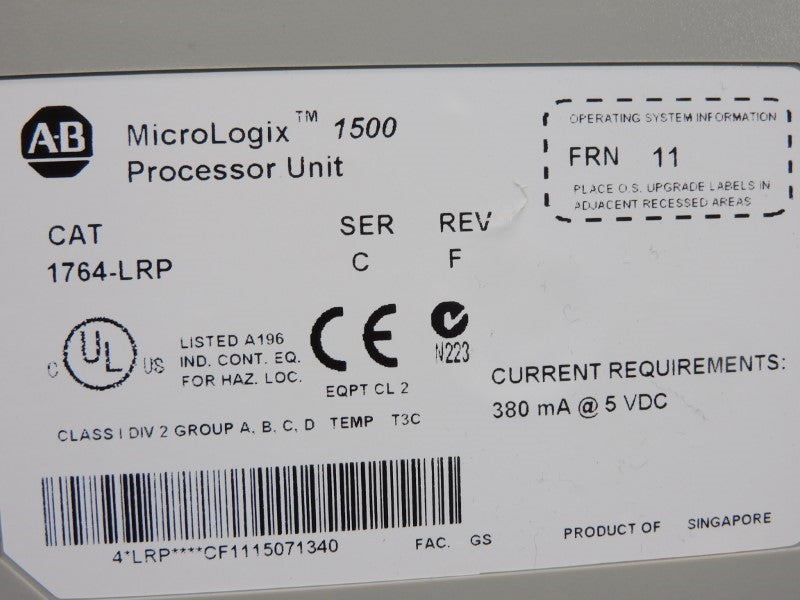 A-B
MicroLogix™ 1500
Processor Unit
OPERATING SYSTEM INFORMATION
FRN 11
PLACE O.S. UPGRADE LABELS IN
ADJACENT RECESSED AREAS
CAT SER REV
1764-LRP C F
C UL US
LISTED A196
IND. CONT. EQ.
FOR HAZ. LOC.
CE
EQPT CL 2
N223
CURRENT REQUIREMENTS:
380 mA @ 5 VDC
CLASS I DIV 2 GROUP A, B, C, D TEMP T3C
4*LRP****CF1115071340
FAC. GS
PRODUCT OF SINGAPORE